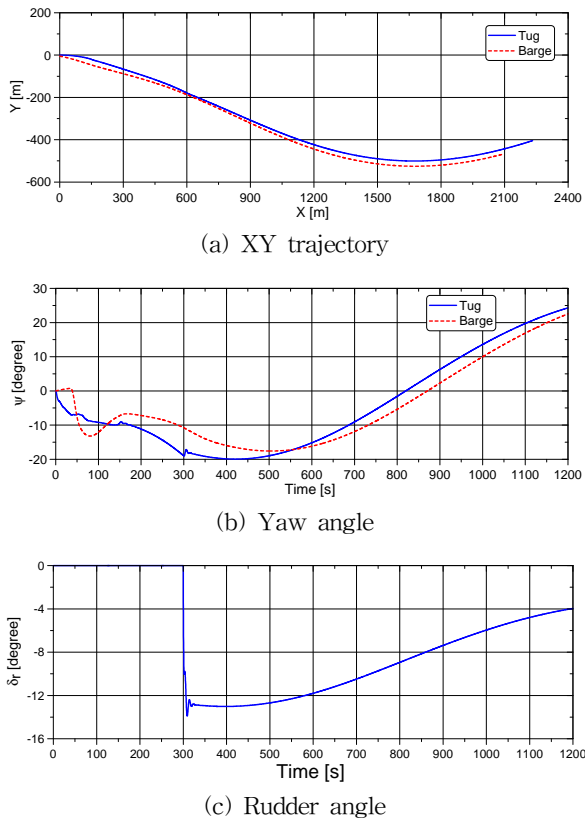 200
0
-200
-400
-600
Y [m]
0 300 600 900 1200 1500 1800 2100 2400
X [m]
Tug
Barge
(a) XY trajectory
30
20
10
0
-10
-20
ψ [degree]
0 100 200 300 400 500 600 700 800 900 1000 1100 1200
Time [s]
Tug
Barge
(b) Yaw angle
0
-4
-8
-12
-16
δr [degree]
0 100 200 300 400 500 600 700 800 900 1000 1100 1200
Time [s]
(c) Rudder angle